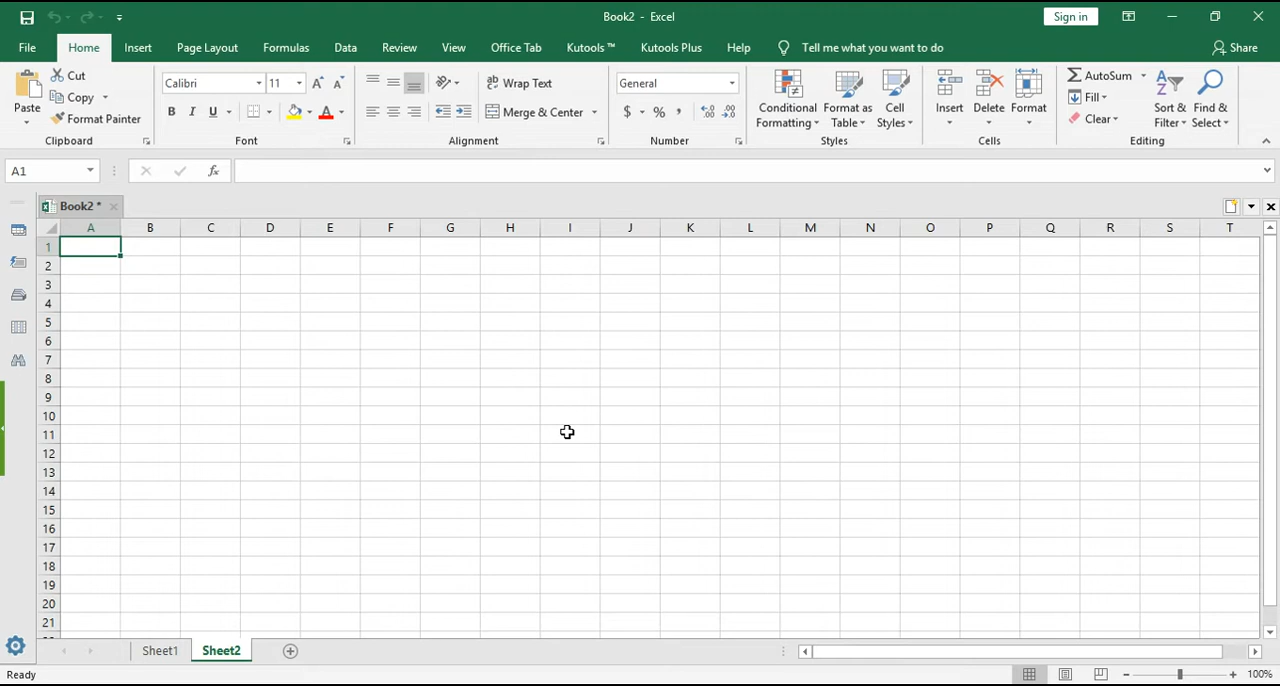 Book2 - Excel
Sign in
File Home Insert Page Layout Formulas Data Review View Office Tab Kutools ™ Kutools Plus Help Tell me what you want to do Share
Paste
Cut
Copy
Format Painter
Clipboard
Calibri 11
B I U
Font
Wrap Text
Merge & Center
Alignment
General
$ % ,
Number
Conditional Formatting
Format as Table
Cell Styles
Styles
Insert Delete Format
Cells
AutoSum
Fill
Clear
Sort & Filter
Find & Select
Editing
A1 fx
Book2 *
A B C D E F G H I J K L M N O P Q R S T
1
2
3
4
5
6
7
8
9
10
11
12
13
14
15
16
17
18
19
20
21
Sheet1 Sheet2
Ready 100%